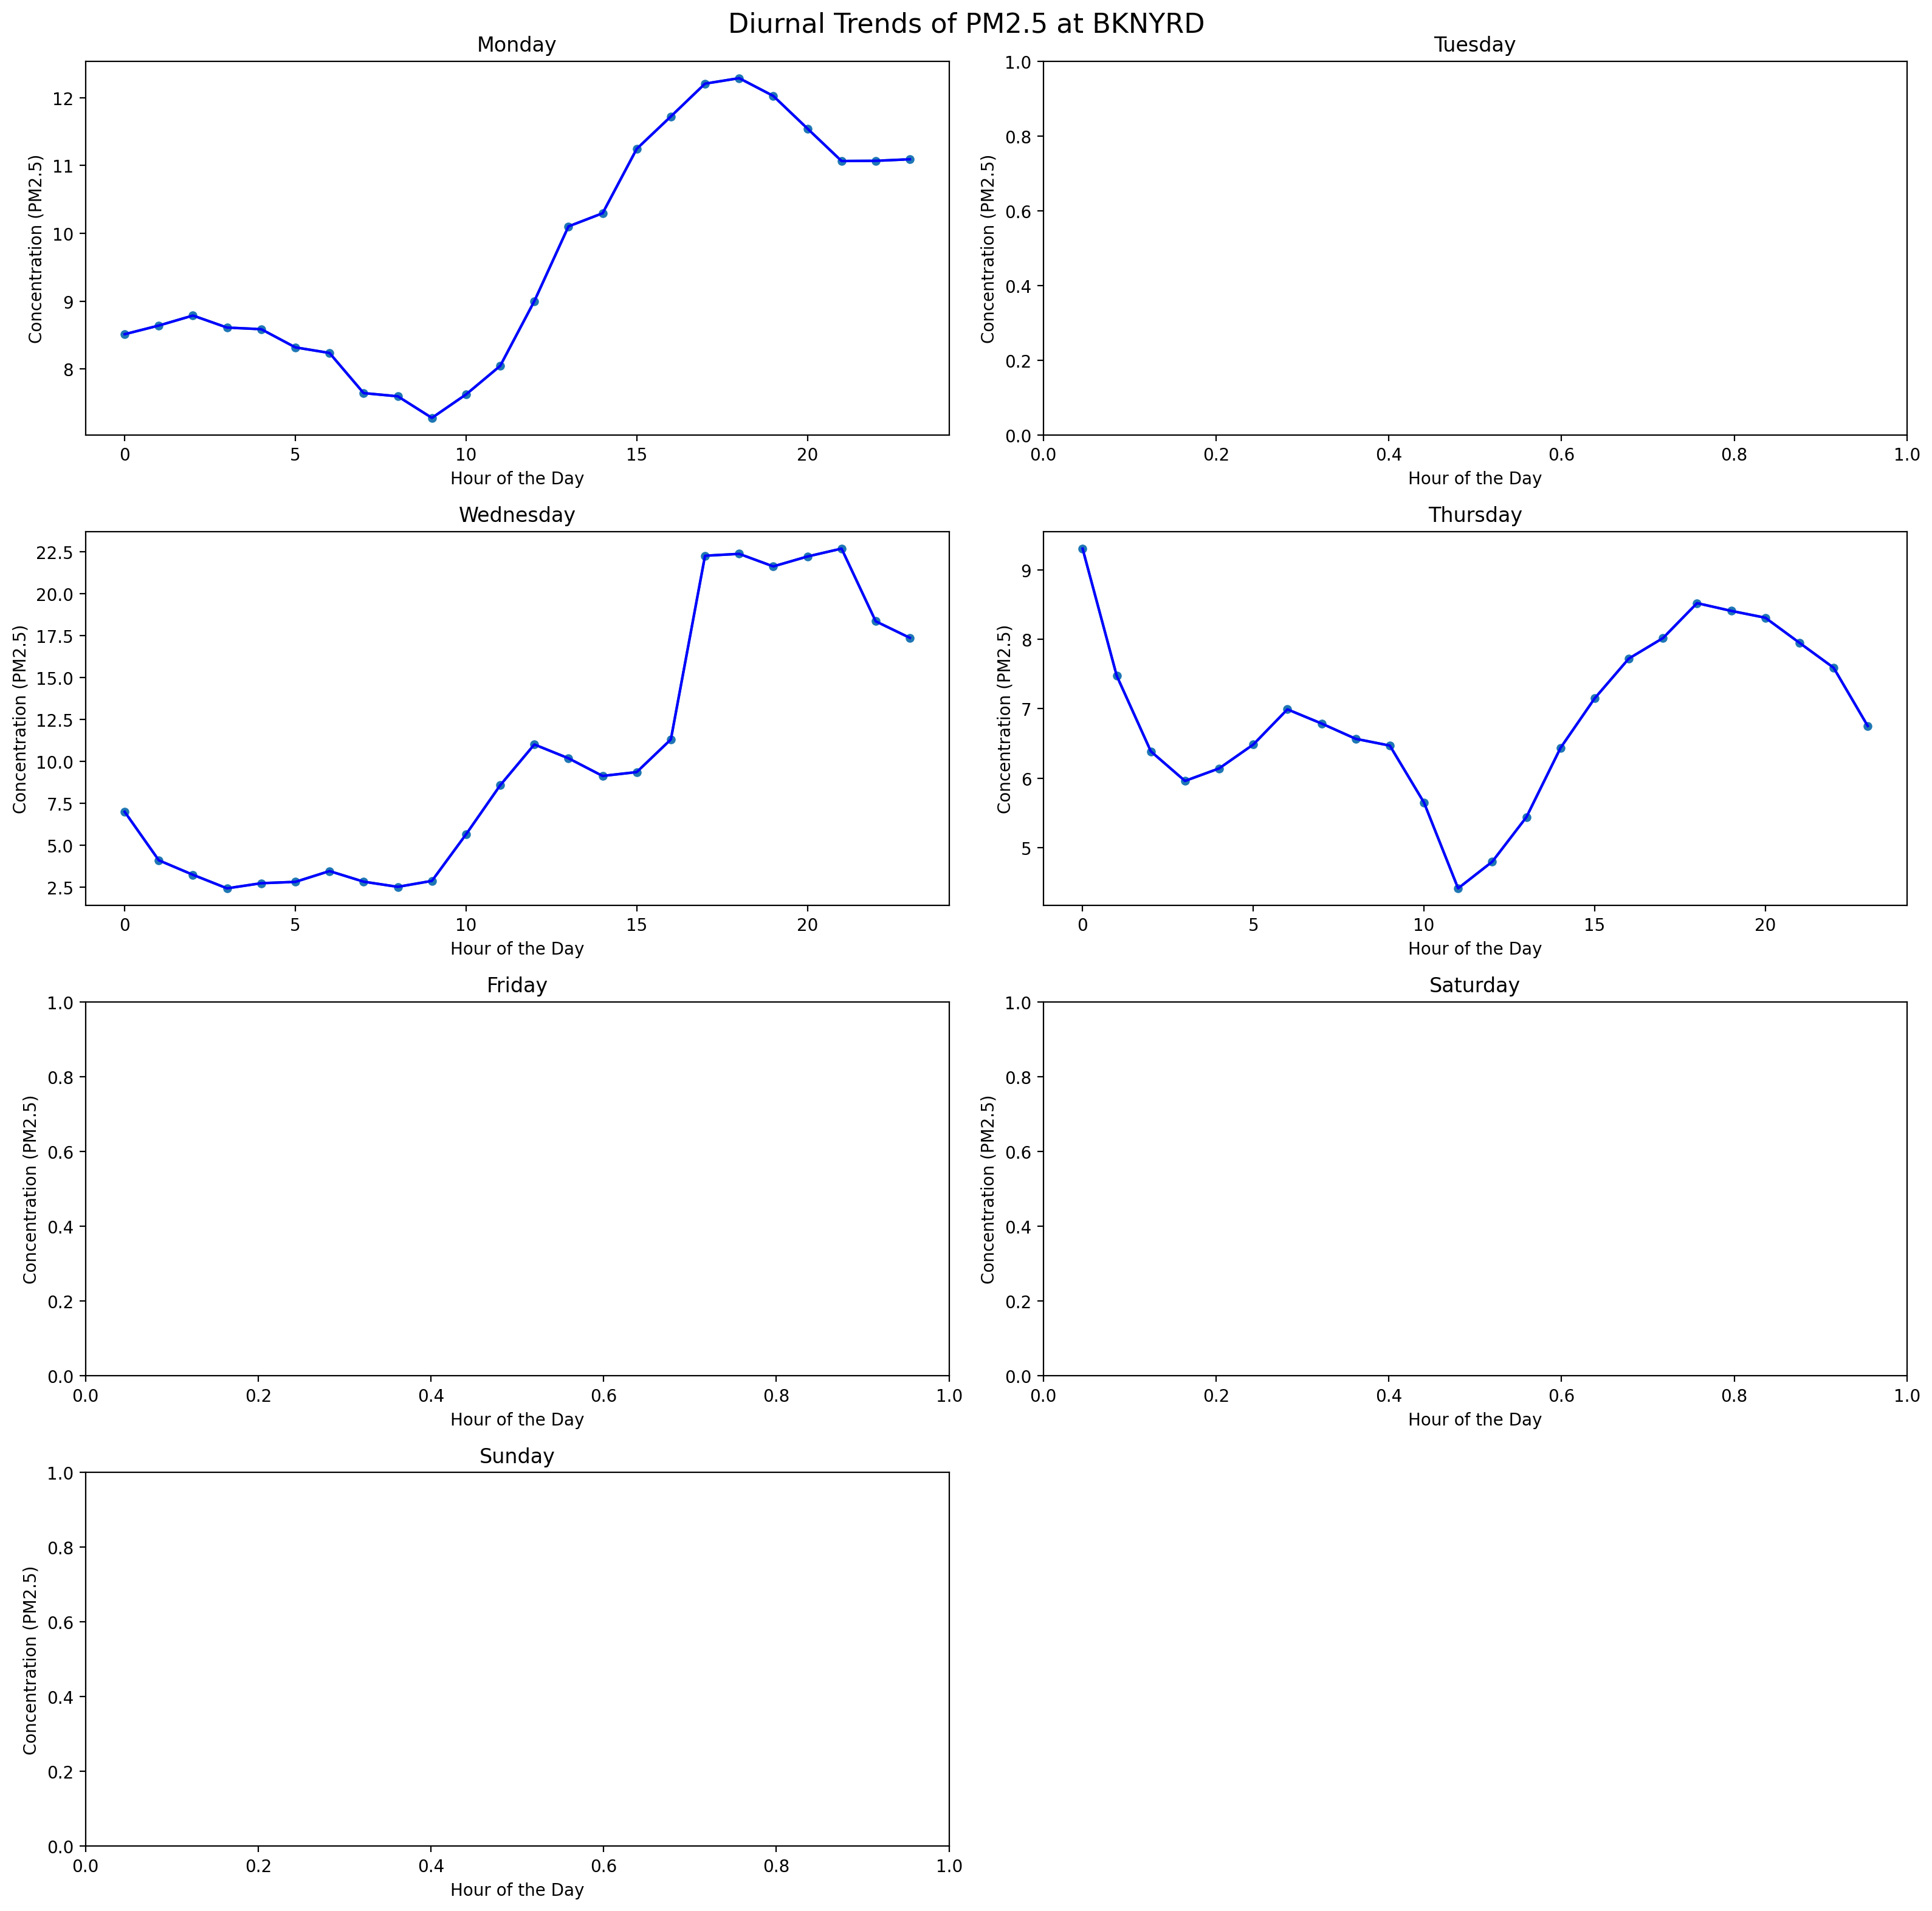 Diurnal Trends of PM2.5 at BKNYRD
Monday
Concentration (PM2.5)
12
11
10
9
8
0 5 10 15 20
Hour of the Day
Tuesday
Concentration (PM2.5)
1.0
0.8
0.6
0.4
0.2
0.0
0.0 0.2 0.4 0.6 0.8 1.0
Hour of the Day
Wednesday
Concentration (PM2.5)
22.5
20.0
17.5
15.0
12.5
10.0
7.5
5.0
2.5
0 5 10 15 20
Hour of the Day
Thursday
Concentration (PM2.5)
9
8
7
6
5
0 5 10 15 20
Hour of the Day
Friday
Concentration (PM2.5)
1.0
0.8
0.6
0.4
0.2
0.0
0.0 0.2 0.4 0.6 0.8 1.0
Hour of the Day
Saturday
Concentration (PM2.5)
1.0
0.8
0.6
0.4
0.2
0.0
0.0 0.2 0.4 0.6 0.8 1.0
Hour of the Day
Sunday
Concentration (PM2.5)
1.0
0.8
0.6
0.4
0.2
0.0
0.0 0.2 0.4 0.6 0.8 1.0
Hour of the Day